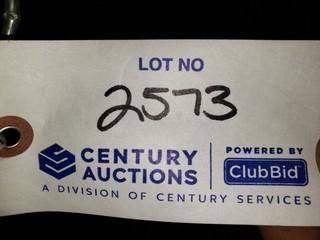 LOT NO
2573
CENTURY
AUCTIONS
POWERED BY
ClubBid
A DIVISION OF CENTURY SERVICES